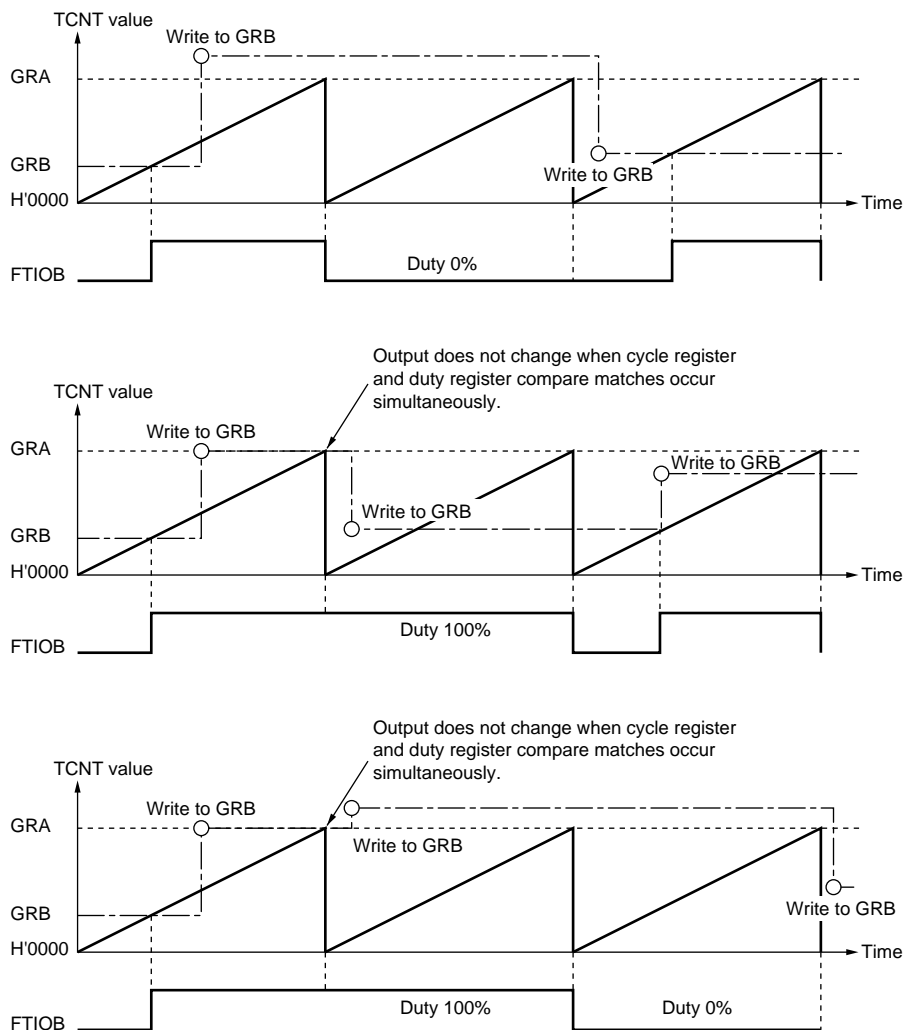 TCNT value
Write to GRB
GRA
GRB
Write to GRB
H'0000
Time
FTIOB
Duty 0%
Output does not change when cycle register
and duty register compare matches occur
simultaneously.
TCNT value
Write to GRB
GRA
Write to GRB
Write to GRB
GRB
H'0000
Time
Duty 100%
FTIOB
Output does not change when cycle register
and duty register compare matches occur
simultaneously.
TCNT value
Write to GRB
GRA
Write to GRB
GRB
Write to GRB
H'0000
Time
Duty 100%
Duty 0%
FTIOB